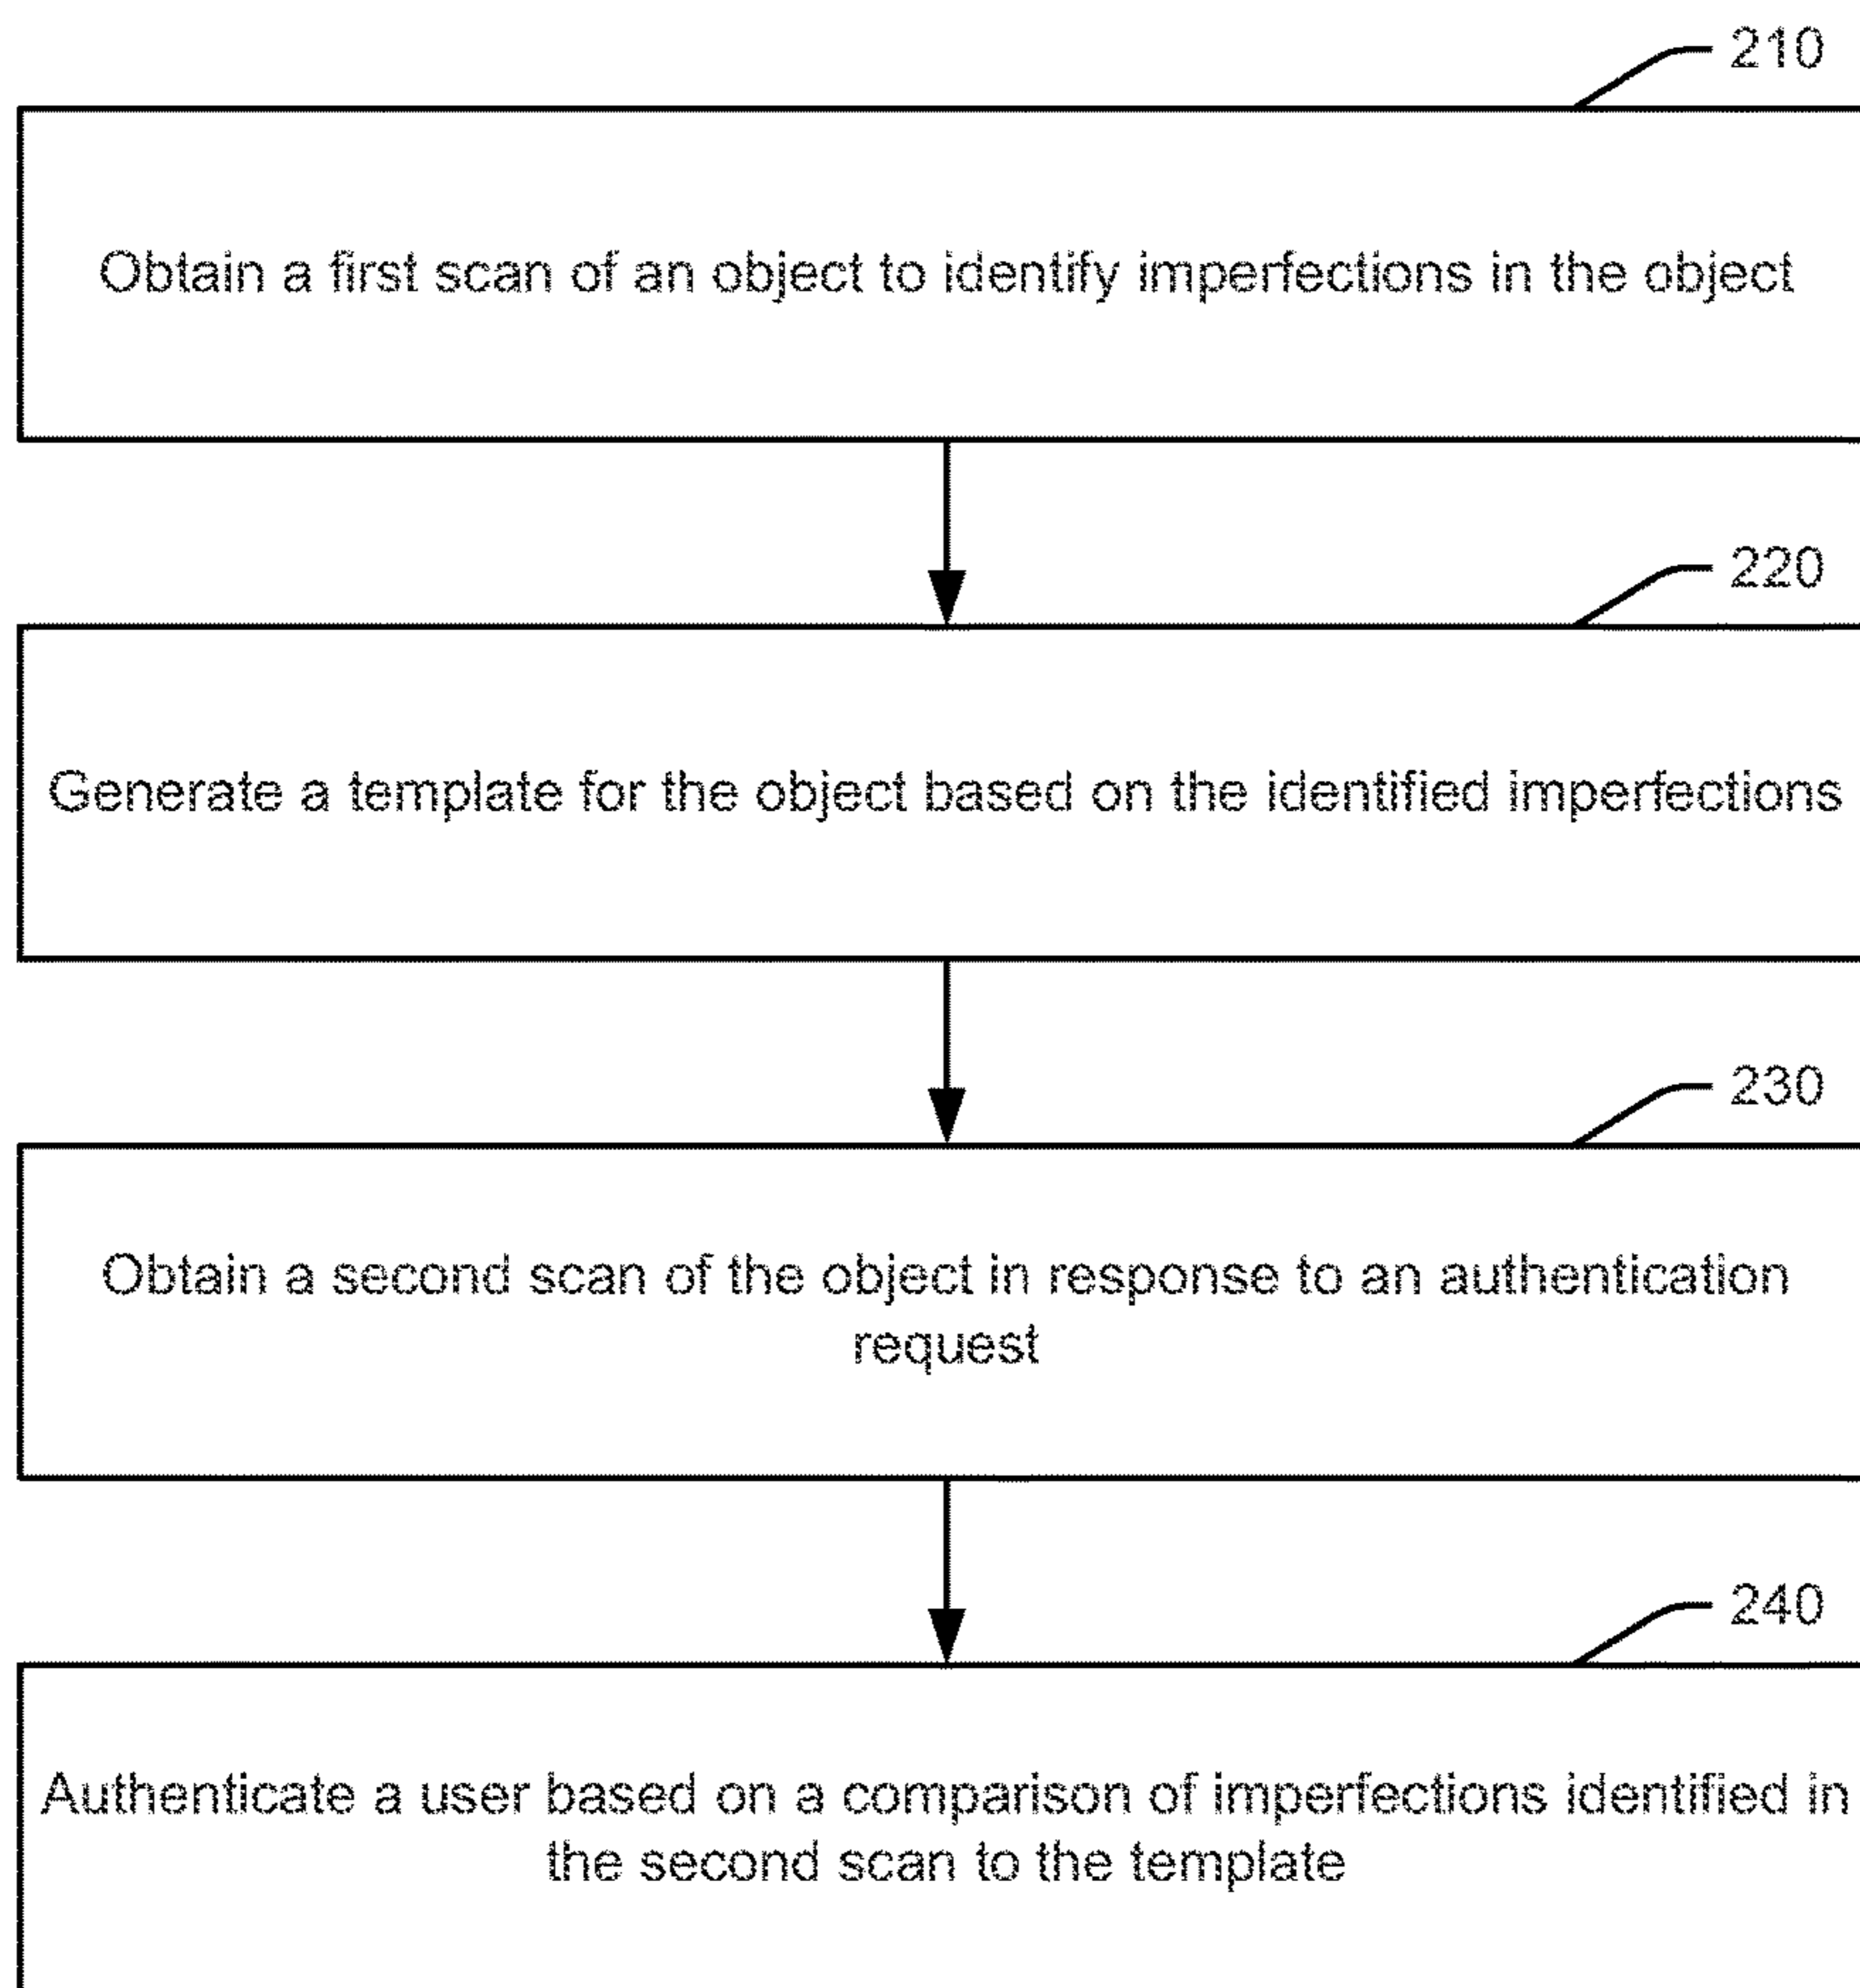 210
Obtain a first scan of an object to identify imperfections in the object
220
Generate a template for the object based on the identified imperfections
230
Obtain a second scan of the object in response to an authentication
request
240
Authenticate a user based on a comparison of imperfections identified in
the second scan to the template